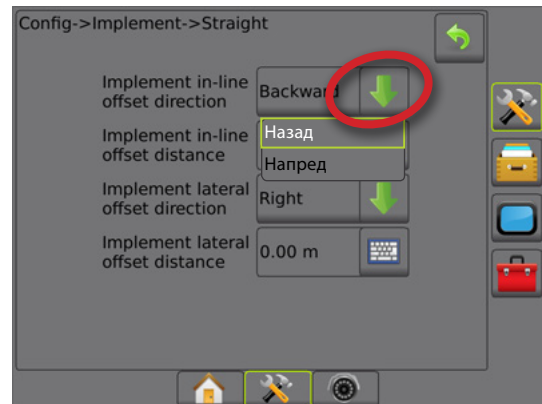 Config->Implement->Straight
Implement in-line
offset direction
Backward
Implement in-line
offset distance
Назад
Напред
Implement lateral
offset direction
Right
Implement lateral
offset distance
0.00 m